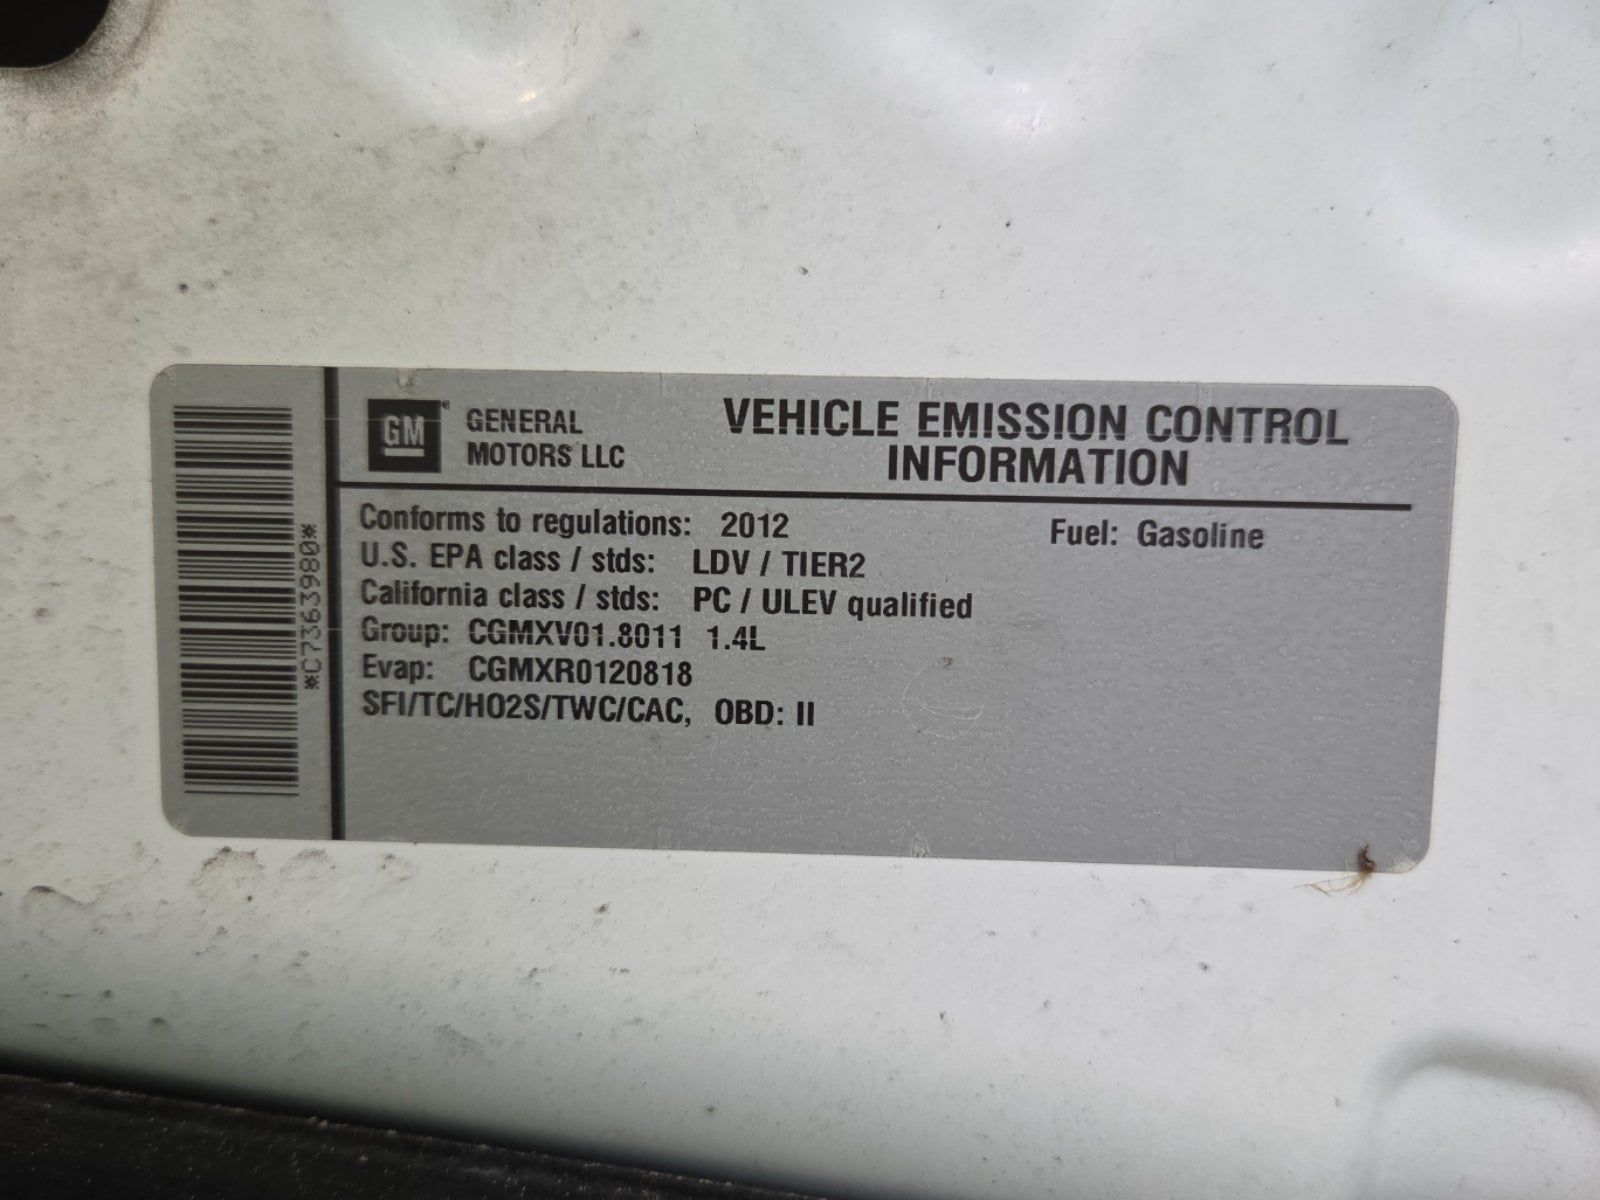 *C7363980*
GM
GENERAL
MOTORS LLC
VEHICLE EMISSION CONTROL
INFORMATION
Conforms to regulations: 2012
Fuel: Gasoline
U.S. EPA class / stds: LDV / TIER2
California class / stds: PC / ULEV qualified
Group: CGMXV01.8011 1.4L
Evap: CGMXR0120818
SFI/TC/HO2S/TWC/CAC, OBD: II